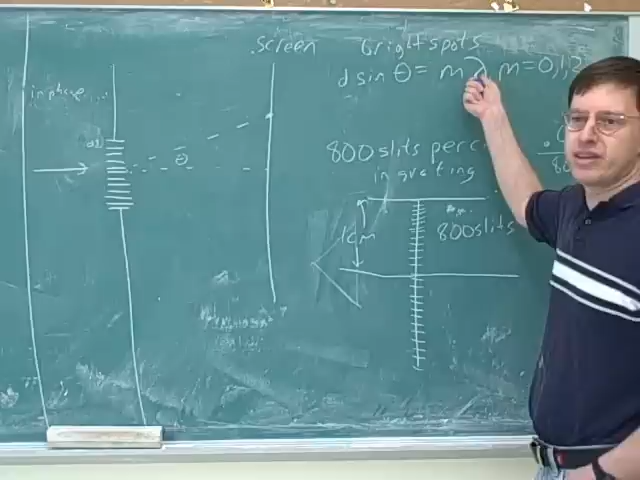 in phase ...
d
θ
screen
bright spots
d sin θ = mλ m = 0,1,2
800 slits per c
in grating
1cm
800 slits